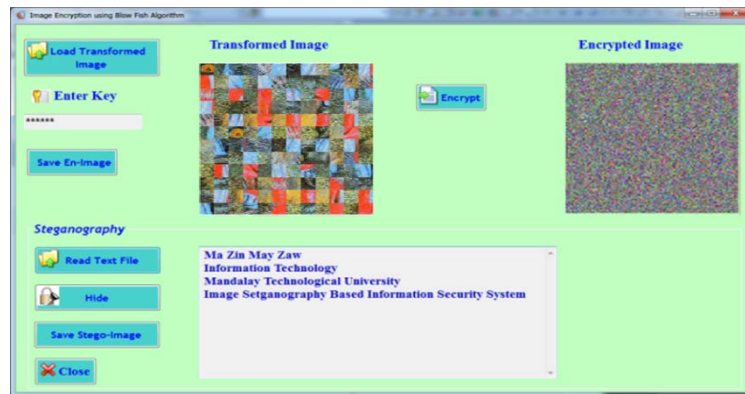 Image Encryption using Blow Fish Algorithm
Load Transformed
Image
Transformed Image
Encrypted Image
Enter Key
******
Encrypt
Save En-Image
Steganography
Read Text File
Hide
Save Stego-Image
Close
Ma Zin May Zaw
Information Technology
Mandalay Technological University
Image Setganography Based Information Security System